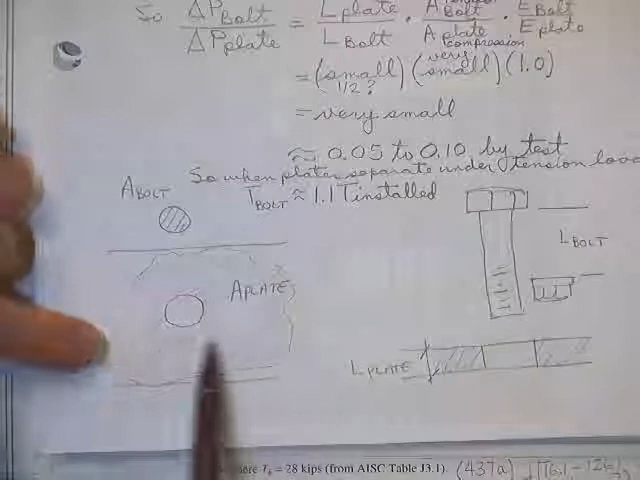 So ΔP_Bolt / ΔP_plate = L_plate / L_Bolt · A_Bolt / A_plate compression · E_Bolt / E_plate
= (small) (very small) (1.0)
1/2?
= very small
≈ 0.05 to 0.10 by test
So when plates separate under tension load
T_BOLT ≈ 1.1 T installed
A_BOLT
L_BOLT
A_PLATES
L_PLATE
T_b = 28 kips (from AISC Table J3.1).